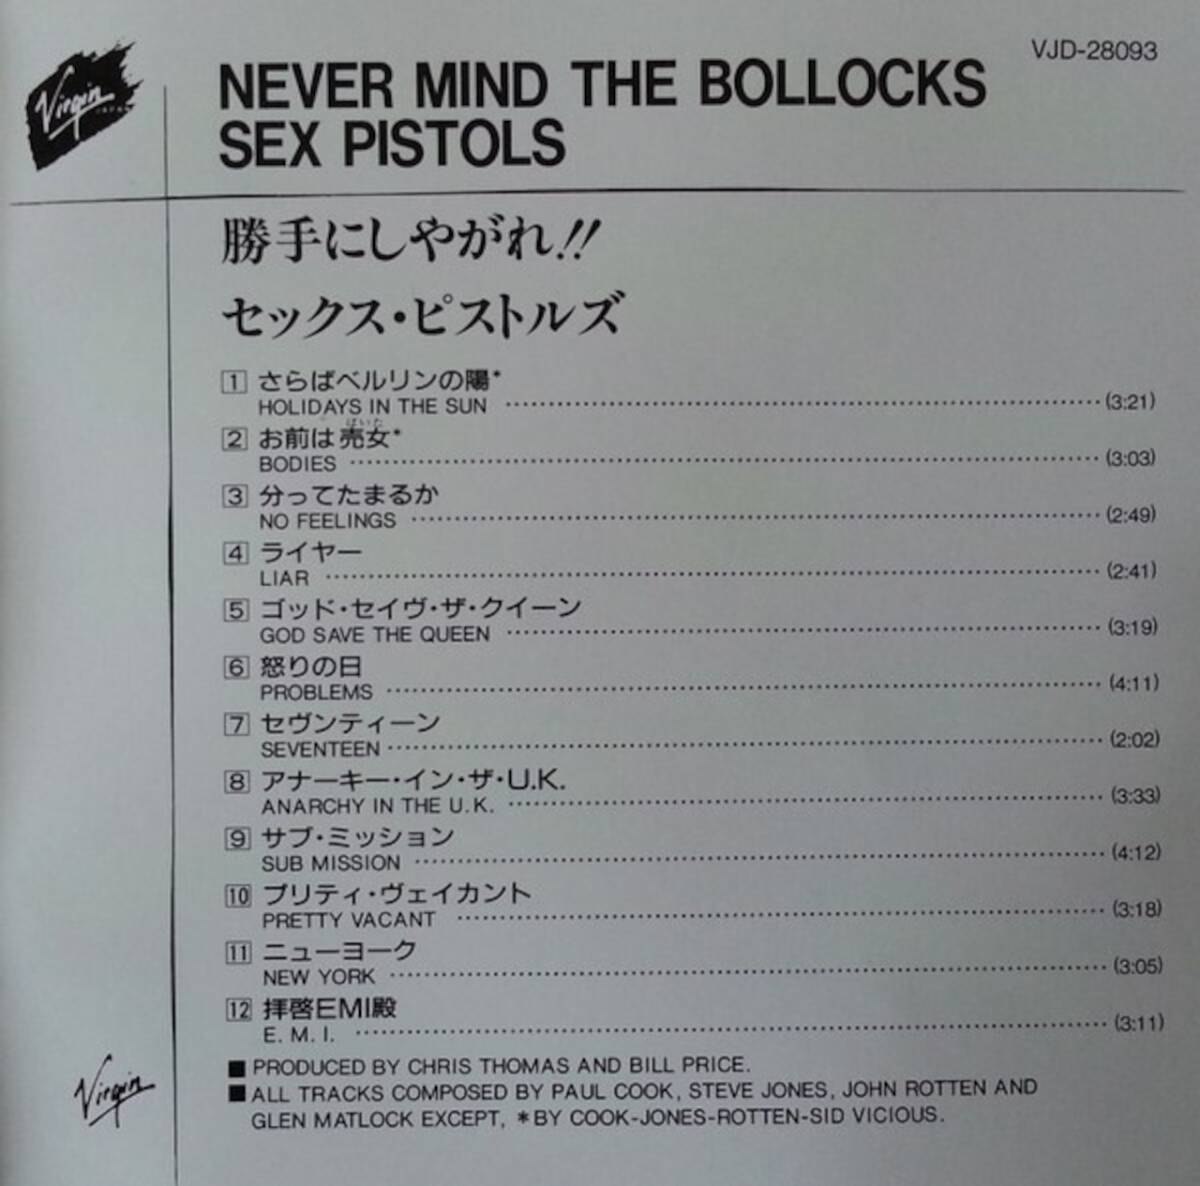 Virgin
VJD-28093
NEVER MIND THE BOLLOCKS
SEX PISTOLS
勝手にしやがれ!!
セックス・ピストルズ
1 さらばベルリンの陽*
HOLIDAYS IN THE SUN (3:21)
ばいた
2 お前は売女*
BODIES (3:03)
3 分ってたまるか
NO FEELINGS (2:49)
4 ライヤー
LIAR (2:41)
5 ゴッド・セイヴ・ザ・クイーン
GOD SAVE THE QUEEN (3:19)
6 怒りの日
PROBLEMS (4:11)
7 セヴンティーン
SEVENTEEN (2:02)
8 アナーキー・イン・ザ・U.K.
ANARCHY IN THE U.K. (3:33)
9 サブ・ミッション
SUB MISSION (4:12)
10 プリティ・ヴェイカント
PRETTY VACANT (3:18)
11 ニューヨーク
NEW YORK (3:05)
12 拝啓EMI殿
E. M. I. (3:11)
■ PRODUCED BY CHRIS THOMAS AND BILL PRICE.
■ ALL TRACKS COMPOSED BY PAUL COOK, STEVE JONES, JOHN ROTTEN AND
GLEN MATLOCK EXCEPT, *BY COOK-JONES-ROTTEN-SID VICIOUS.
Virgin